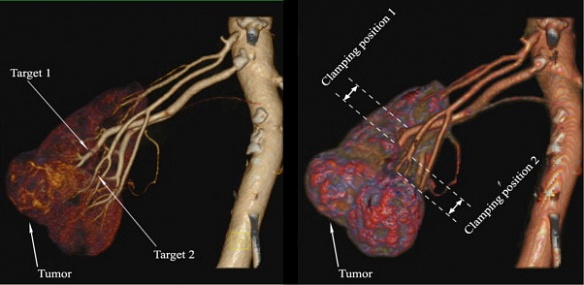 Target 1
Target 2
Tumor
Clamping position 1
Clamping position 2
Tumor